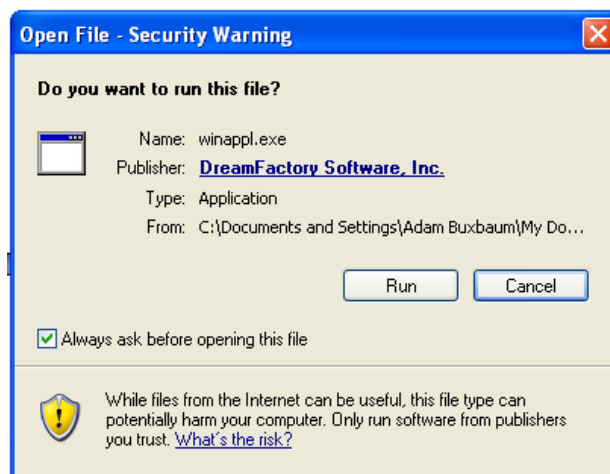 Open File - Security Warning
Do you want to run this file?
Name: winappl.exe
Publisher: DreamFactory Software, Inc.
Type: Application
From: C:\Documents and Settings\Adam Buxbaum\My Do...
Run Cancel
Always ask before opening this file
While files from the Internet can be useful, this file type can
potentially harm your computer. Only run software from publishers
you trust. What's the risk?